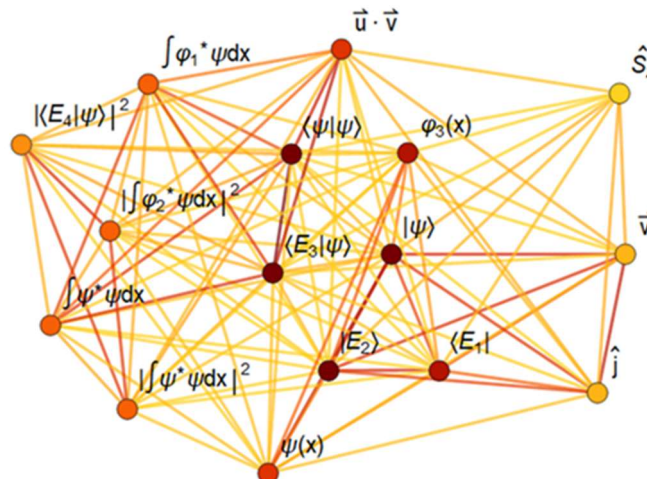 u⃗ · v⃗
∫φ₁* ψdx
Ŝ
|⟨E₄|ψ⟩|²
⟨ψ|ψ⟩
φ₃(x)
|∫φ₂* ψdx|²
|ψ⟩
v⃗
⟨E₃|ψ⟩
∫ψ* ψdx
|E₂⟩
⟨E₁|
ĵ
|∫ψ* ψdx|²
ψ(x)